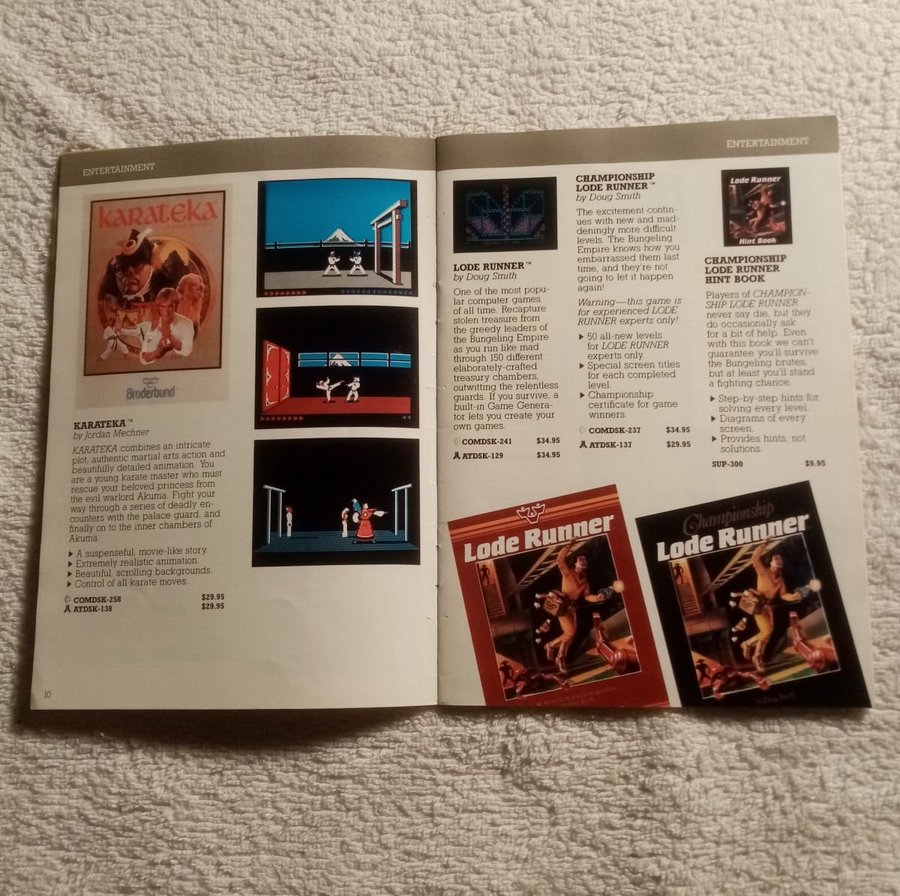 ENTERTAINMENT
KARATEKA
Brøderbund
KARATEKA™
by Jordan Mechner
KARATEKA combines an intricate
plot, authentic martial arts action and
beautifully detailed animation. You
are a young karate master who must
rescue your beloved princess from
the evil warlord Akuma. Fight your
way through a series of deadly en-
counters with the palace guard, and
finally on to the inner chambers of
Akuma.
▶ A suspenseful, movie-like story.
▶ Extremely realistic animation.
▶ Beautiful, scrolling backgrounds.
▶ Control of all karate moves.
COMDSK-258 $29.95
ATDSK-138 $29.95
10
ENTERTAINMENT
LODE RUNNER™
by Doug Smith
One of the most popu-
lar computer games
of all time. Recapture
stolen treasure from
the greedy leaders of
the Bungeling Empire
as you run like mad
through 150 different
elaborately-crafted
treasury chambers,
outwitting the relentless
guards. If you survive, a
built-in Game Genera-
tor lets you create your
own games.
COMDSK-241 $34.95
ATDSK-129 $34.95
CHAMPIONSHIP
LODE RUNNER™
by Doug Smith
The excitement contin-
ues with new and mad-
deningly more difficult
levels. The Bungeling
Empire knows how you
embarrassed them last
time, and they're not
going to let it happen
again!
Warning—this game is
for experienced LODE
RUNNER experts only!
▶ 50 all-new levels
for LODE RUNNER
experts only.
▶ Special screen titles
for each completed
level.
▶ Championship
certificate for game
winners.
COMDSK-237 $34.95
ATDSK-137 $29.95
Lode Runner
Hint Book
CHAMPIONSHIP
LODE RUNNER
HINT BOOK
Players of CHAMPION-
SHIP LODE RUNNER
never say die, but they
do occasionally ask
for a bit of help. Even
with this book we can't
guarantee you'll survive
the Bungeling brutes,
but at least you'll stand
a fighting chance.
▶ Step-by-step hints for
solving every level.
▶ Diagrams of every
screen.
▶ Provides hints, not
solutions.
SUP-300 $9.95
Lode Runner
Championship
Lode Runner